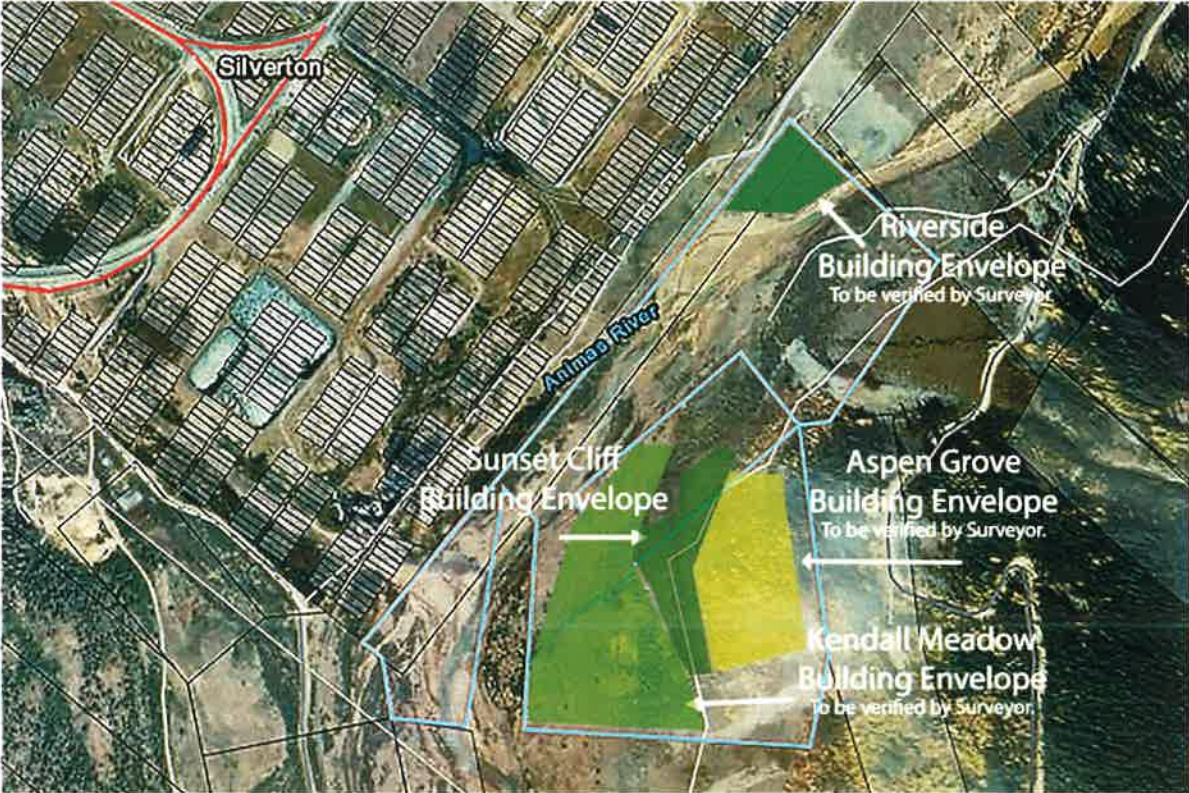 Silverton
Riverside
Building Envelope
To be verified by Surveyor
Animas River
Sunset Cliff
Building Envelope
Aspen Grove
Building Envelope
To be verified by Surveyor.
Kendall Meadow
Building Envelope
To be verified by Surveyor.